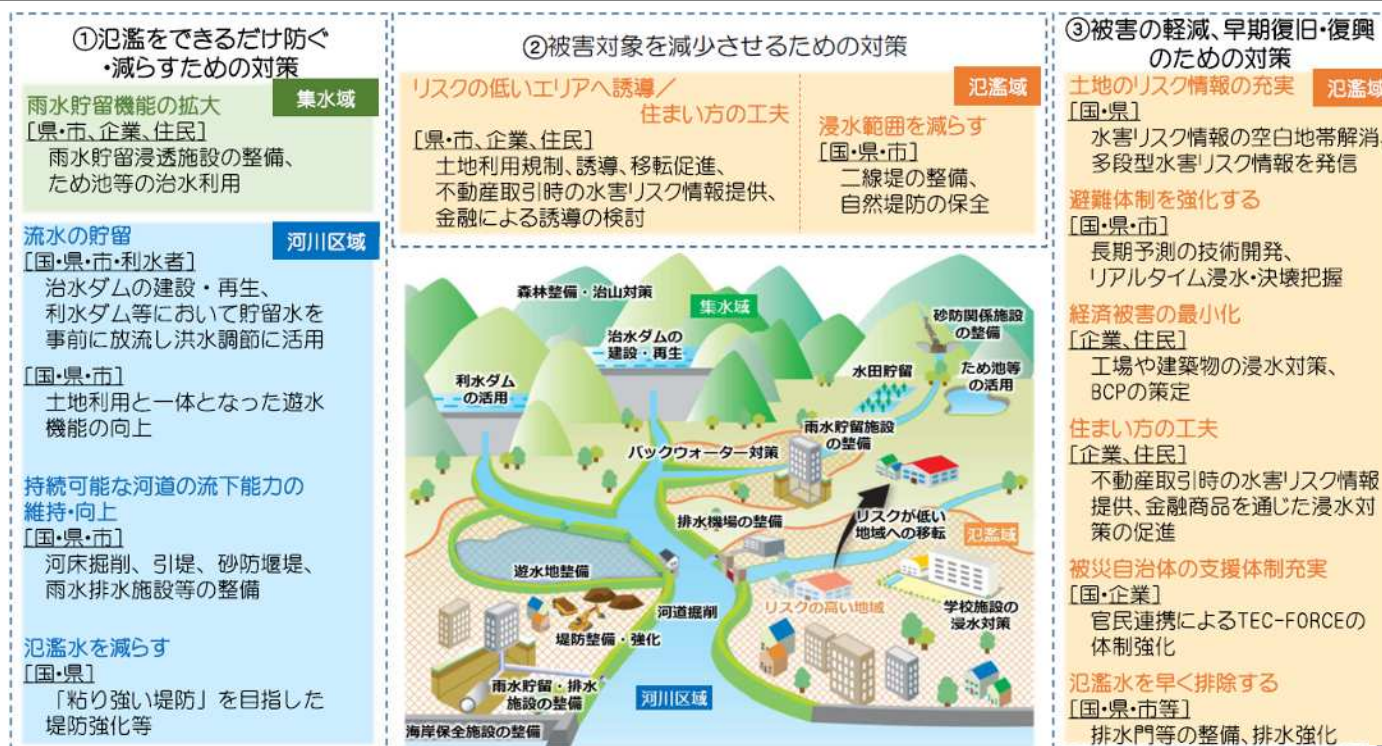 ①氾濫をできるだけ防ぐ
・減らすための対策
雨水貯留機能の拡大
集水域
[県・市、企業、住民]
雨水貯留浸透施設の整備、
ため池等の治水利用
流水の貯留
河川区域
[国・県・市・利水者]
治水ダムの建設・再生、
利水ダム等において貯留水を
事前に放流し洪水調節に活用
[国・県・市]
土地利用と一体となった遊水
機能の向上
持続可能な河道の流下能力の
維持・向上
[国・県・市]
河床掘削、引堤、砂防堰堤、
雨水排水施設等の整備
氾濫水を減らす
[国・県]
「粘り強い堤防」を目指した
堤防強化等
②被害対象を減少させるための対策
リスクの低いエリアへ誘導／
住まい方の工夫
[県・市、企業、住民]
土地利用規制、誘導、移転促進、
不動産取引時の水害リスク情報提供、
金融による誘導の検討
氾濫域
浸水範囲を減らす
[国・県・市]
二線堤の整備、
自然堤防の保全
森林整備・治山対策
集水域
治水ダムの
建設・再生
砂防関係施設
の整備
利水ダム
の活用
水田貯留
ため池等
の活用
雨水貯留施設
の整備
バックウォーター対策
排水機場の整備
リスクが低い
地域への移転
氾濫域
遊水地整備
河道掘削
リスクの高い地域
学校施設の
浸水対策
堤防整備・強化
雨水貯留・排水
施設の整備
河川区域
海岸保全施設の整備
③被害の軽減、早期復旧・復興
のための対策
土地のリスク情報の充実
氾濫域
[国・県]
水害リスク情報の空白地帯解消、
多段型水害リスク情報を発信
避難体制を強化する
[国・県・市]
長期予測の技術開発、
リアルタイム浸水・決壊把握
経済被害の最小化
[企業、住民]
工場や建築物の浸水対策、
BCPの策定
住まい方の工夫
[企業、住民]
不動産取引時の水害リスク情報
提供、金融商品を通じた浸水対
策の促進
被災自治体の支援体制充実
[国・企業]
官民連携によるTEC-FORCEの
体制強化
氾濫水を早く排除する
[国・県・市等]
排水門等の整備、排水強化